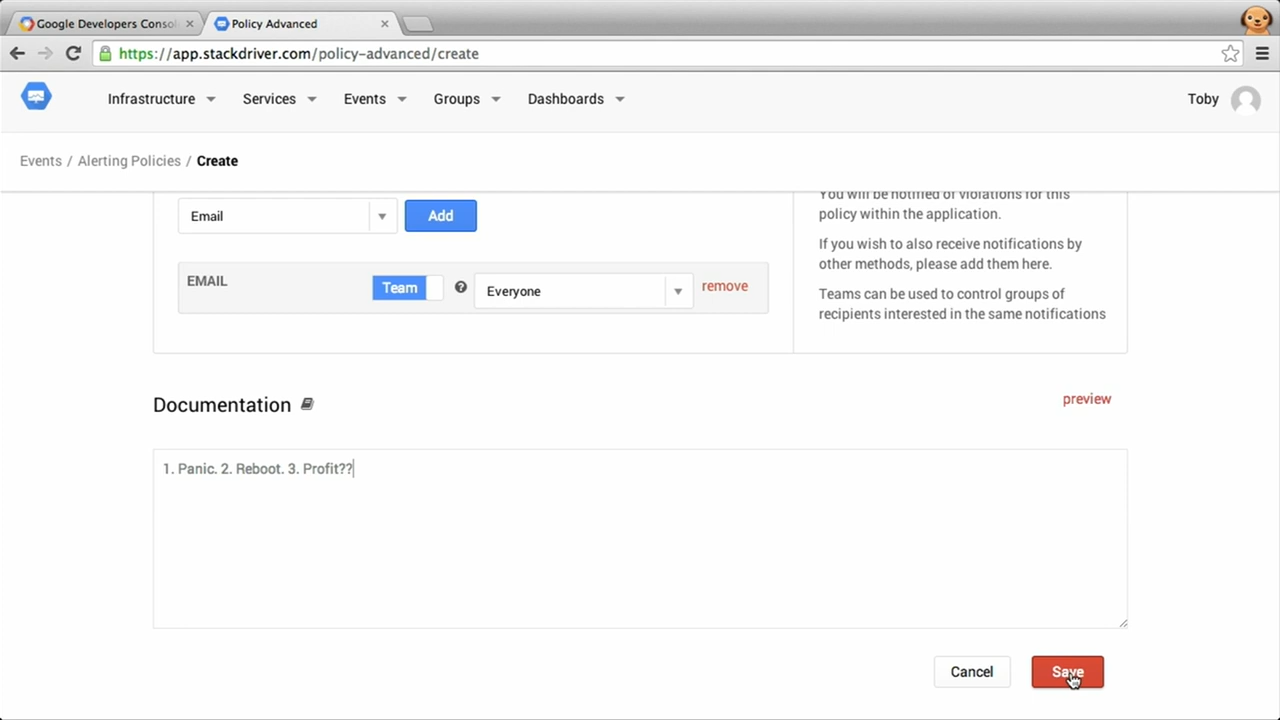 Google Developers Consol
Policy Advanced
https://app.stackdriver.com/policy-advanced/create
Infrastructure Services Events Groups Dashboards Toby
Events / Alerting Policies / Create
Email Add
EMAIL Team Everyone remove
You will be notified of violations for this
policy within the application.
If you wish to also receive notifications by
other methods, please add them here.
Teams can be used to control groups of
recipients interested in the same notifications
Documentation preview
1. Panic. 2. Reboot. 3. Profit??
Cancel Save